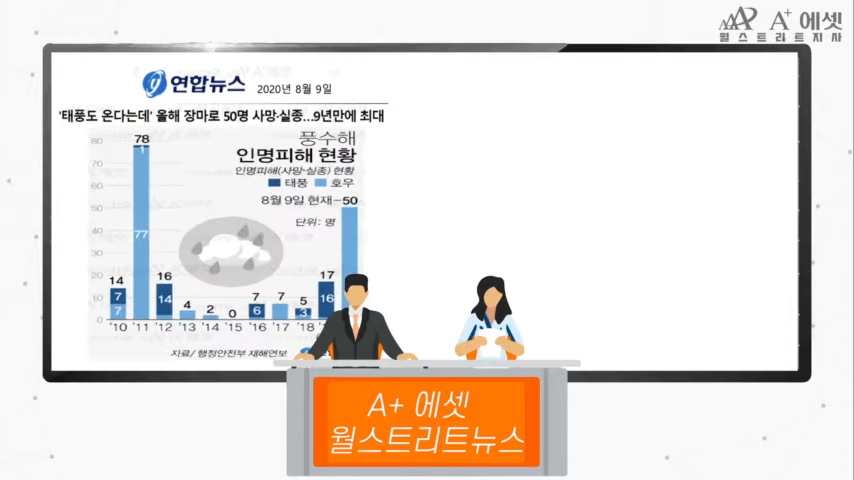 A⁺ 에셋
월스트리트지사
연합뉴스 2020년 8월 9일
'태풍도 온다는데' 올해 장마로 50명 사망·실종...9년만에 최대
풍수해
인명피해 현황
인명피해(사망·실종) 현황
태풍 호우
8월 9일 현재 50
단위: 명
80
70
60
50
40
30
20
10
0
14
7
7
78
1
77
16
14
4
2
0
7
6
7
5
3
17
16
'10 '11 '12 '13 '14 '15 '16 '17 '18
자료/ 행정안전부 재해연보
A+ 에셋
월스트리트뉴스